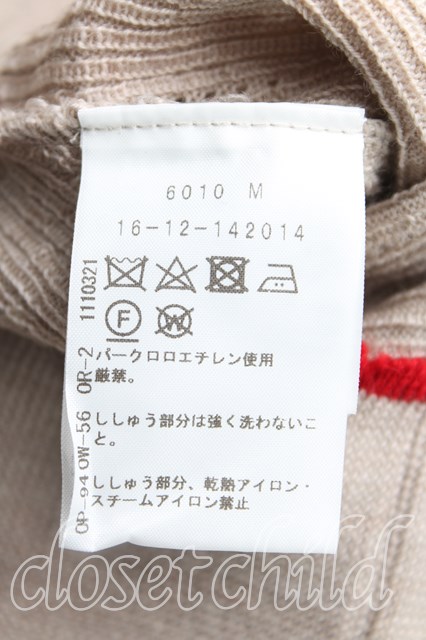 6010 M
16-12-142014
F
W
パークロロエチレン使用
厳禁。
ししゅう部分は強く洗わないこ
と。
ししゅう部分、乾熱アイロン・
スチームアイロン禁止
OP-940W-56 OR-2 1110321
closetchild